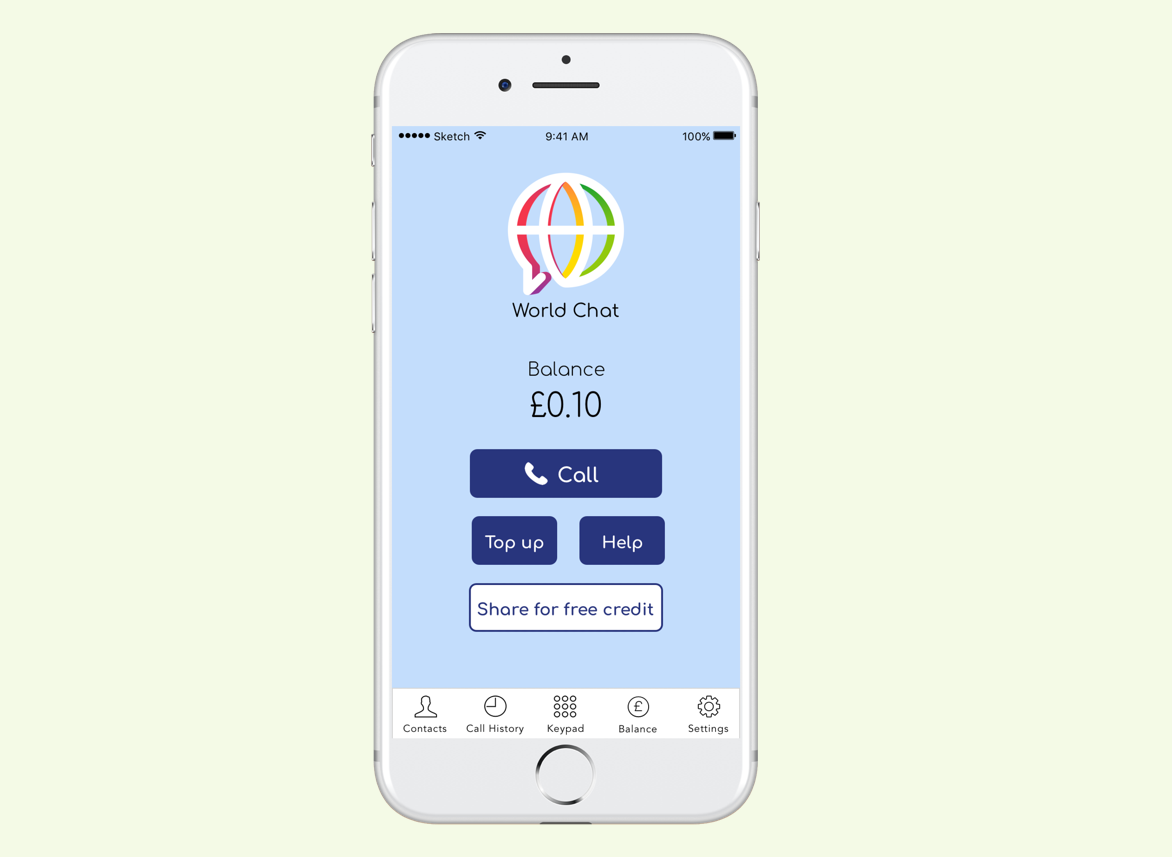 Sketch 9:41 AM 100%
World Chat
Balance
£0.10
Call
Top up Help
Share for free credit
Contacts Call History Keypad £ Balance Settings